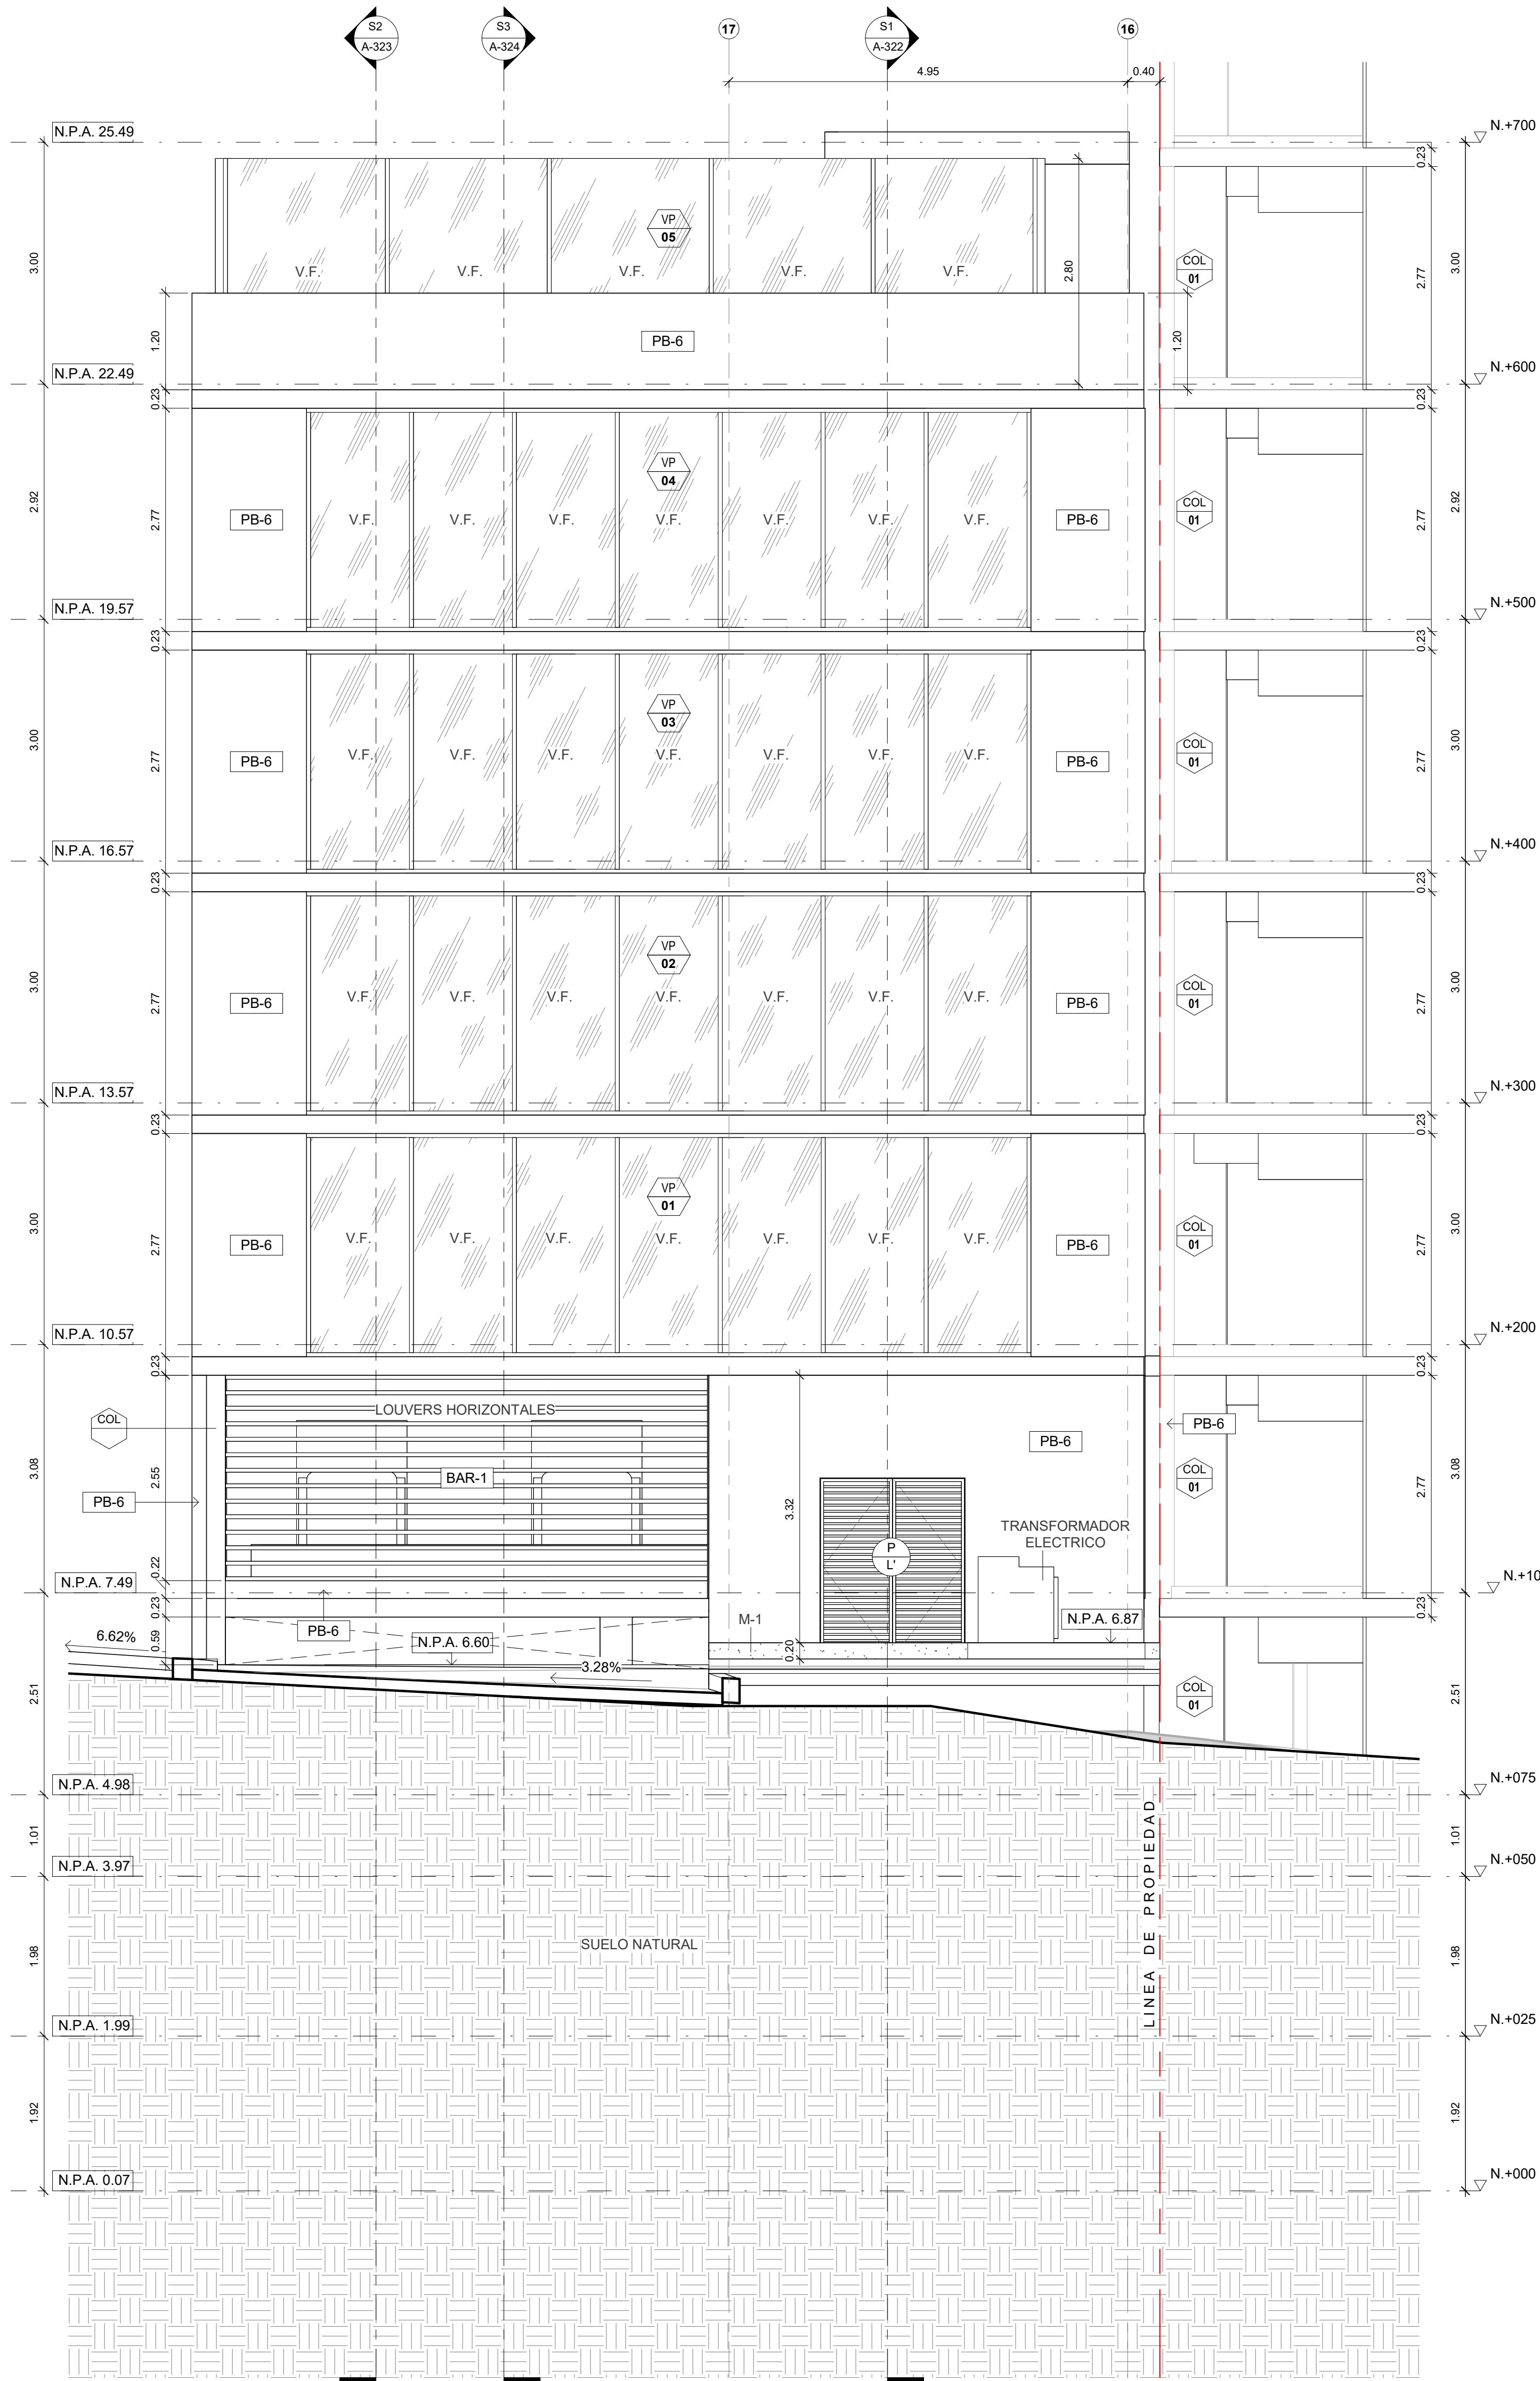 S2
A-323
S3
A-324
17
S1
A-322
16
4.95
0.40
N.P.A. 25.49
N.+700
0.23
VP
05
V.F.
V.F.
V.F.
V.F.
V.F.
3.00
2.80
COL
01
2.77
3.00
1.20
PB-6
1.20
N.P.A. 22.49
N.+600
0.23
0.23
VP
04
2.92
2.77
PB-6
V.F.
V.F.
V.F.
V.F.
V.F.
V.F.
V.F.
PB-6
COL
01
2.77
2.92
N.P.A. 19.57
N.+500
0.23
0.23
VP
03
3.00
2.77
PB-6
V.F.
V.F.
V.F.
V.F.
V.F.
V.F.
V.F.
PB-6
COL
01
2.77
3.00
N.P.A. 16.57
N.+400
0.23
0.23
VP
02
3.00
2.77
PB-6
V.F.
V.F.
V.F.
V.F.
V.F.
V.F.
V.F.
PB-6
COL
01
2.77
3.00
N.P.A. 13.57
N.+300
0.23
0.23
VP
01
3.00
2.77
PB-6
V.F.
V.F.
V.F.
V.F.
V.F.
V.F.
V.F.
PB-6
COL
01
2.77
3.00
N.P.A. 10.57
N.+200
0.23
0.23
COL
LOUVERS HORIZONTALES
PB-6
PB-6
3.08
2.55
BAR-1
COL
01
2.77
3.08
PB-6
3.32
TRANSFORMADOR
ELECTRICO
P
L'
0.22
N.P.A. 7.49
N.+10
0.23
0.23
PB-6
M-1
N.P.A. 6.87
6.62%
0.59
N.P.A. 6.60
0.20
3.28%
2.51
COL
01
2.51
N.P.A. 4.98
N.+075
1.01
1.01
N.P.A. 3.97
N.+050
LINEA DE PROPIEDAD
SUELO NATURAL
1.98
1.98
N.P.A. 1.99
N.+025
1.92
1.92
N.P.A. 0.07
N.+000